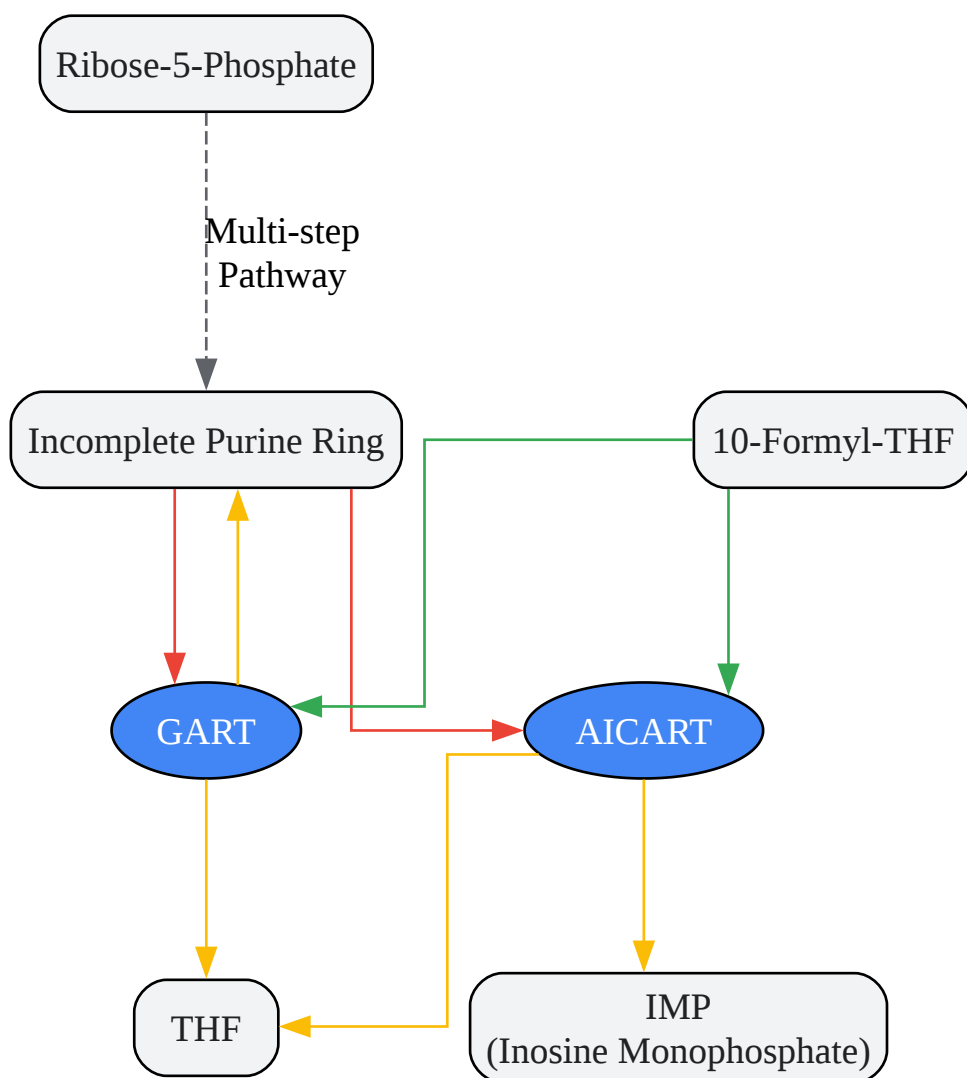 Ribose-5-Phosphate
Multi-step
Pathway
Incomplete Purine Ring
10-Formyl-THF
GART
AICART
THF
IMP
(Inosine Monophosphate)